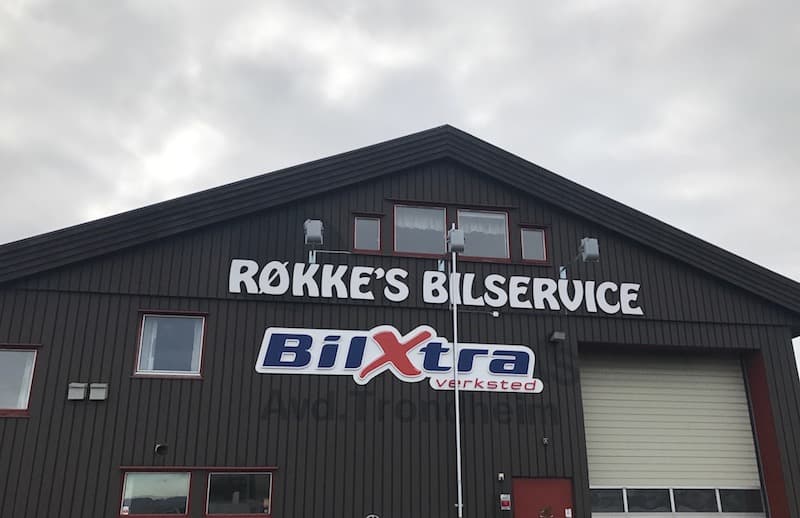 RØKKE'S BILSERVICE
BilXtra
verksted
Avd. Trondheim